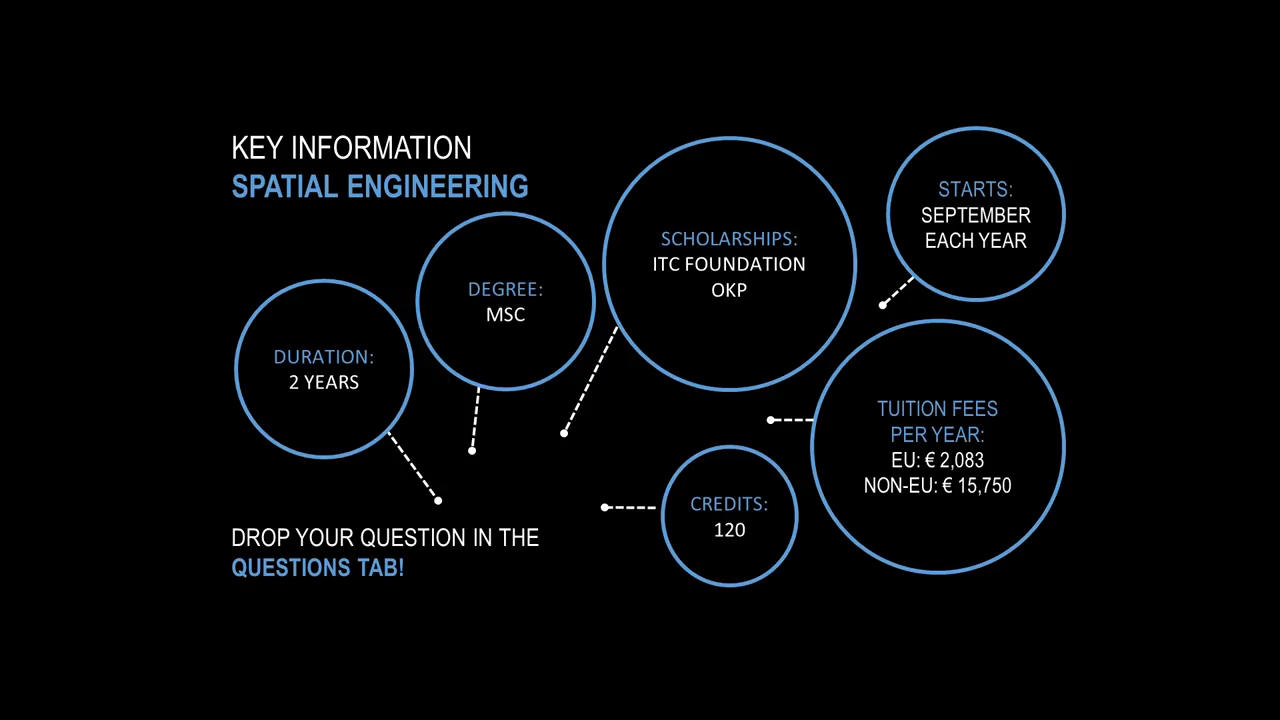 KEY INFORMATION
SPATIAL ENGINEERING
DURATION:
2 YEARS
DEGREE:
MSC
SCHOLARSHIPS:
ITC FOUNDATION
OKP
STARTS:
SEPTEMBER
EACH YEAR
TUITION FEES
PER YEAR:
EU: € 2,083
NON-EU: € 15,750
CREDITS:
120
DROP YOUR QUESTION IN THE
QUESTIONS TAB!